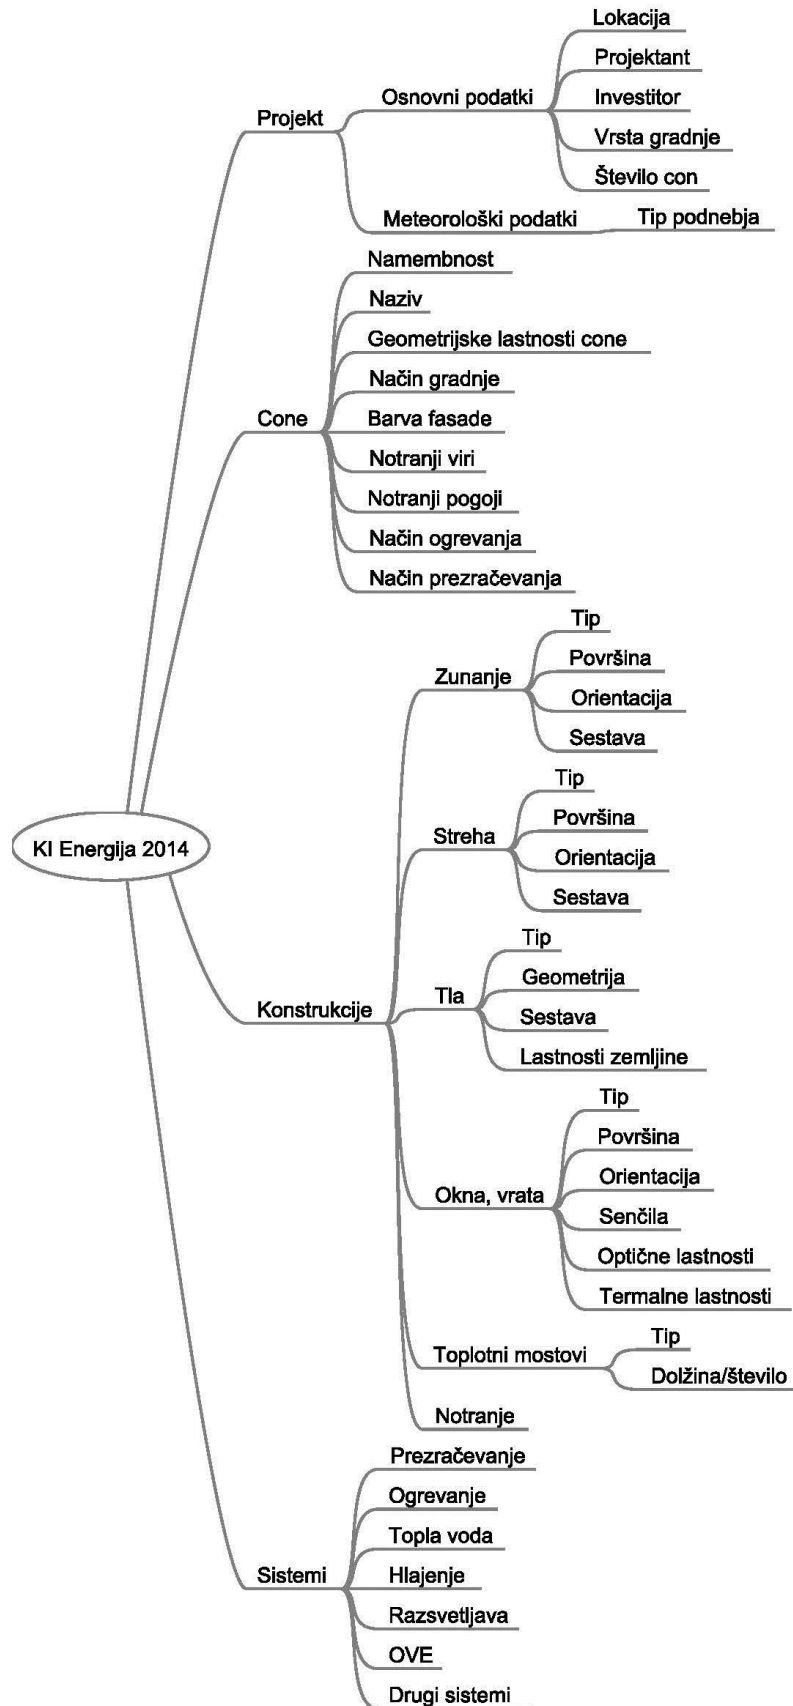 Lokacija
Projektant
Osnovni podatki
Investitor
Projekt
Vrsta gradnje
Število con
Meteorološki podatki
Tip podnebja
Namembnost
Naziv
Geometrijske lastnosti cone
Način gradnje
Cone
Barva fasade
Notranji viri
Notranji pogoji
Način ogrevanja
Način prezračevanja
Tip
Površina
Zunanje
Orientacija
Sestava
Tip
Površina
Streha
KI Energija 2014
Orientacija
Sestava
Tip
Geometrija
Tla
Konstrukcije
Sestava
Lastnosti zemljine
Tip
Površina
Orientacija
Okna, vrata
Senčila
Optične lastnosti
Termalne lastnosti
Tip
Toplotni mostovi
Dolžina/število
Notranje
Prezračevanje
Ogrevanje
Topla voda
Sistemi
Hlajenje
Razsvetljava
OVE
Drugi sistemi